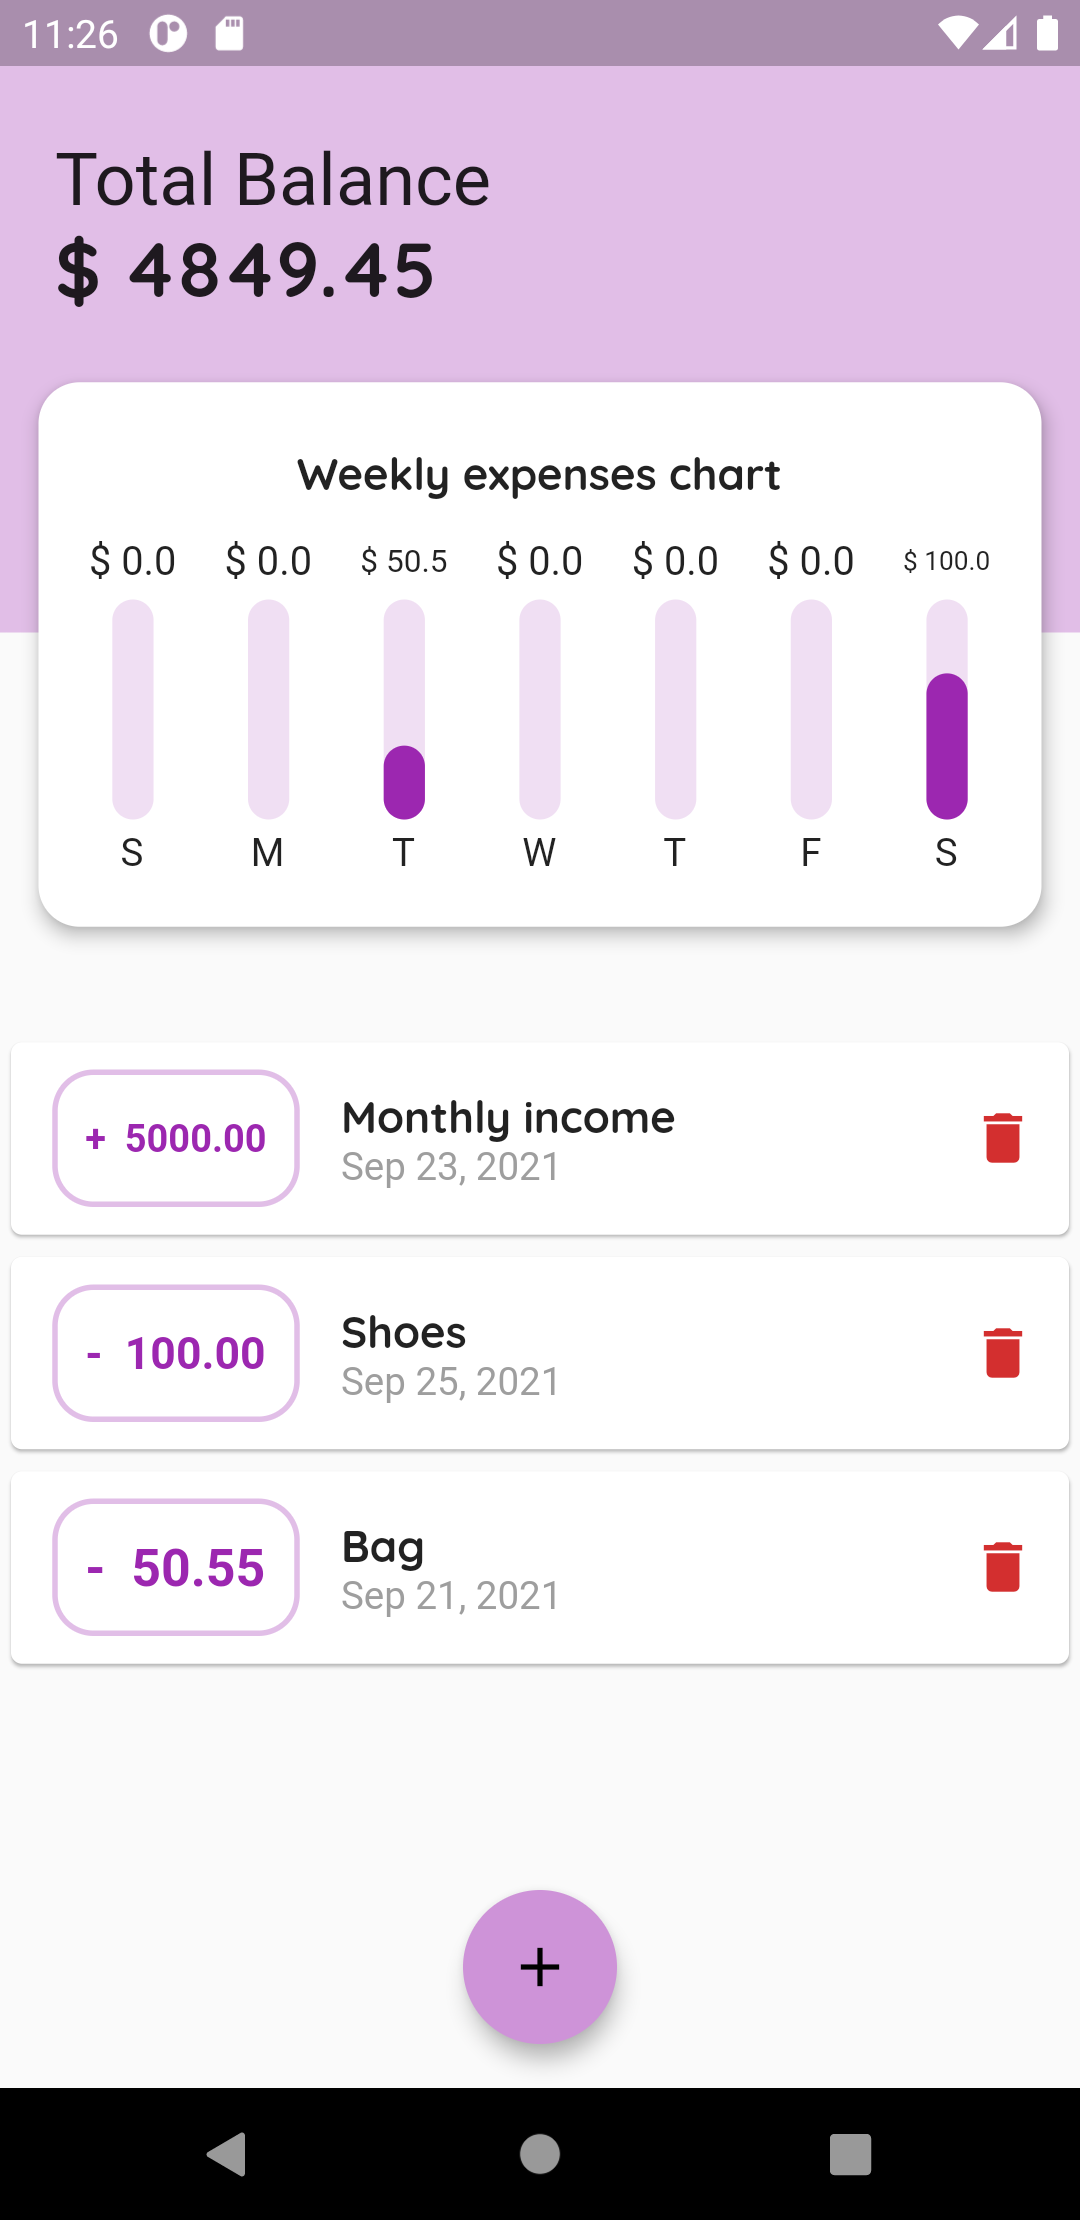 11:26
Total Balance
$ 4849.45
Weekly expenses chart
$ 0.0 $ 0.0 $ 50.5 $ 0.0 $ 0.0 $ 0.0 $ 100.0
S M T W T F S
+ 5000.00
Monthly income
Sep 23, 2021
- 100.00
Shoes
Sep 25, 2021
- 50.55
Bag
Sep 21, 2021
+